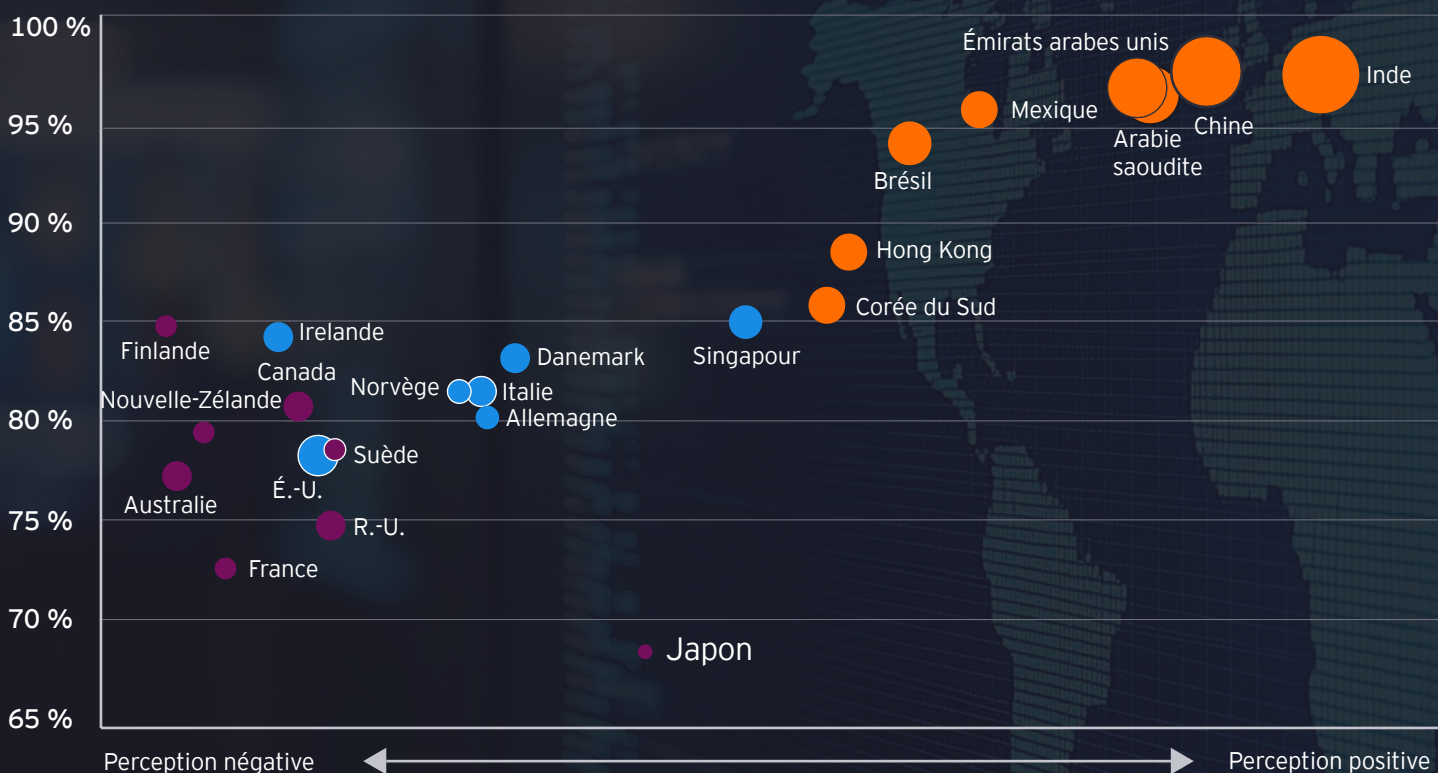 100 %
Émirats arabes unis
Inde
Mexique
95 %
Chine
Arabie
saoudite
Brésil
90 %
Hong Kong
Corée du Sud
85 %
Irlande
Finlande
Singapour
Danemark
Canada
Norvège
Italie
Nouvelle-Zélande
80 %
Allemagne
Suède
É.-U.
Australie
75 %
R.-U.
France
70 %
Japon
65 %
Perception négative
Perception positive